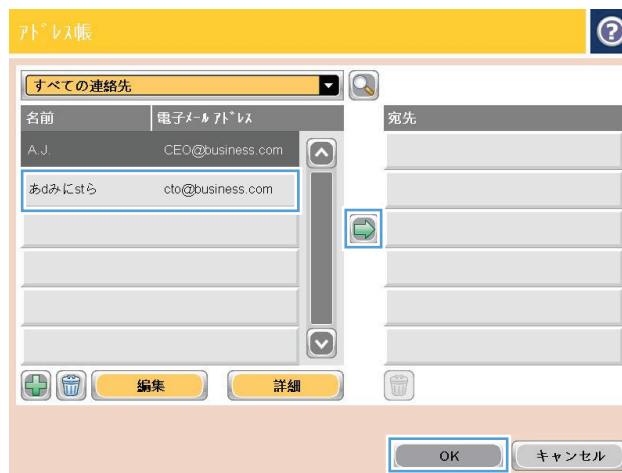 アドレス帳
?
すべての連絡先
名前 電子メール アドレス 宛先
A.J. CEO@business.com
あdみにstら cto@business.com
編集 詳細
OK キャンセル